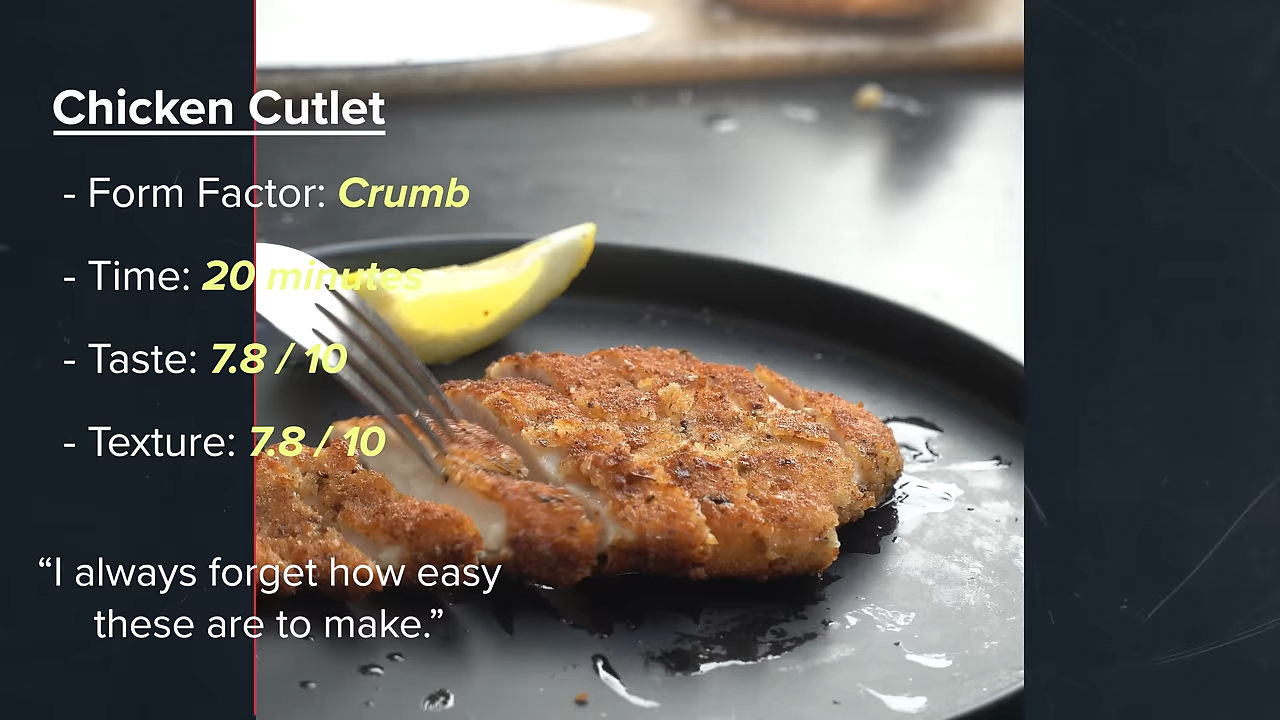 Chicken Cutlet
- Form Factor: Crumb
- Time: 20 minutes
- Taste: 7.8 / 10
- Texture: 7.8 / 10
“I always forget how easy
these are to make.”